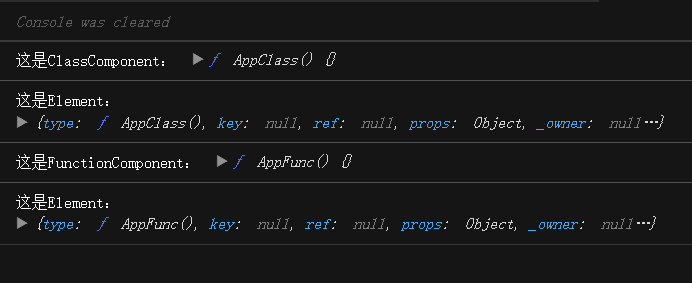 Console was cleared
这是ClassComponent： ▶ƒ AppClass() {}
这是Element：
▶{type: ƒ AppClass(), key: null, ref: null, props: Object, _owner: null…}
这是FunctionComponent： ▶ƒ AppFunc() {}
这是Element：
▶{type: ƒ AppFunc(), key: null, ref: null, props: Object, _owner: null…}